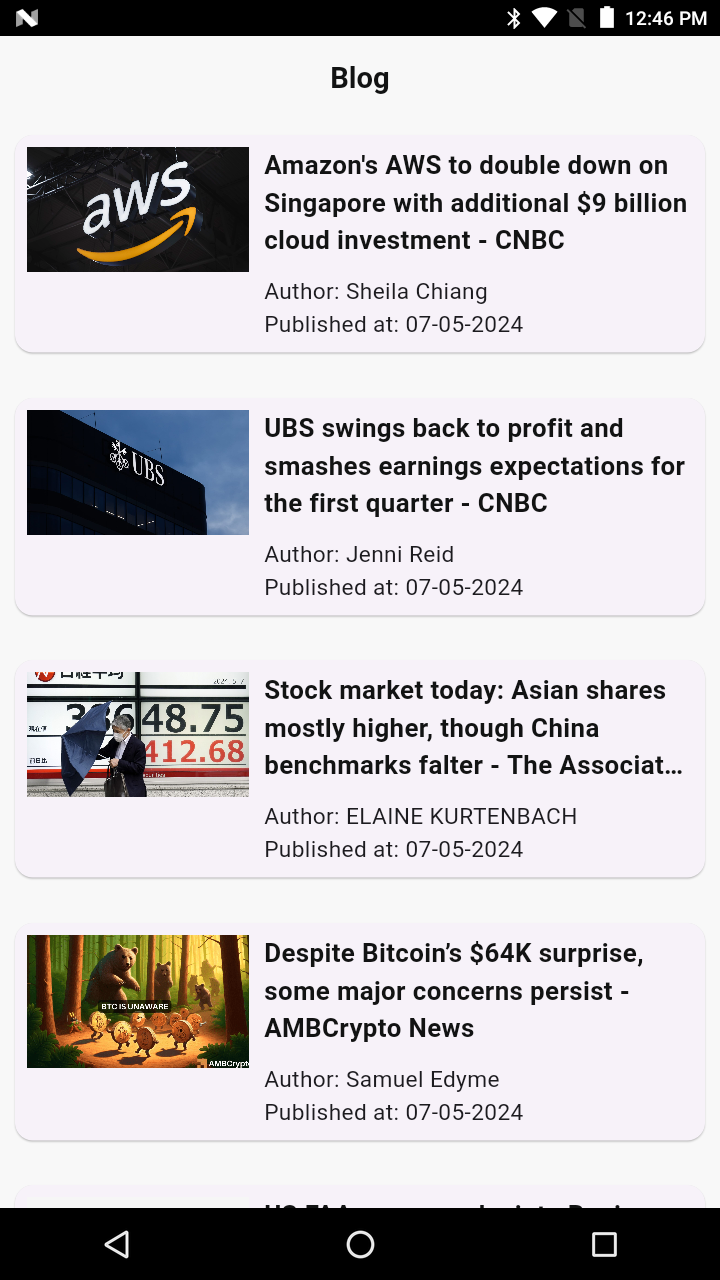 12:46 PM
Blog
aws
Amazon's AWS to double down on
Singapore with additional $9 billion
cloud investment - CNBC
Author: Sheila Chiang
Published at: 07-05-2024
UBS
UBS swings back to profit and
smashes earnings expectations for
the first quarter - CNBC
Author: Jenni Reid
Published at: 07-05-2024
48.75
412.68
Stock market today: Asian shares
mostly higher, though China
benchmarks falter - The Associat…
Author: ELAINE KURTENBACH
Published at: 07-05-2024
BTC IS UNAWARE
AMBCrypto
Despite Bitcoin’s $64K surprise,
some major concerns persist -
AMBCrypto News
Author: Samuel Edyme
Published at: 07-05-2024